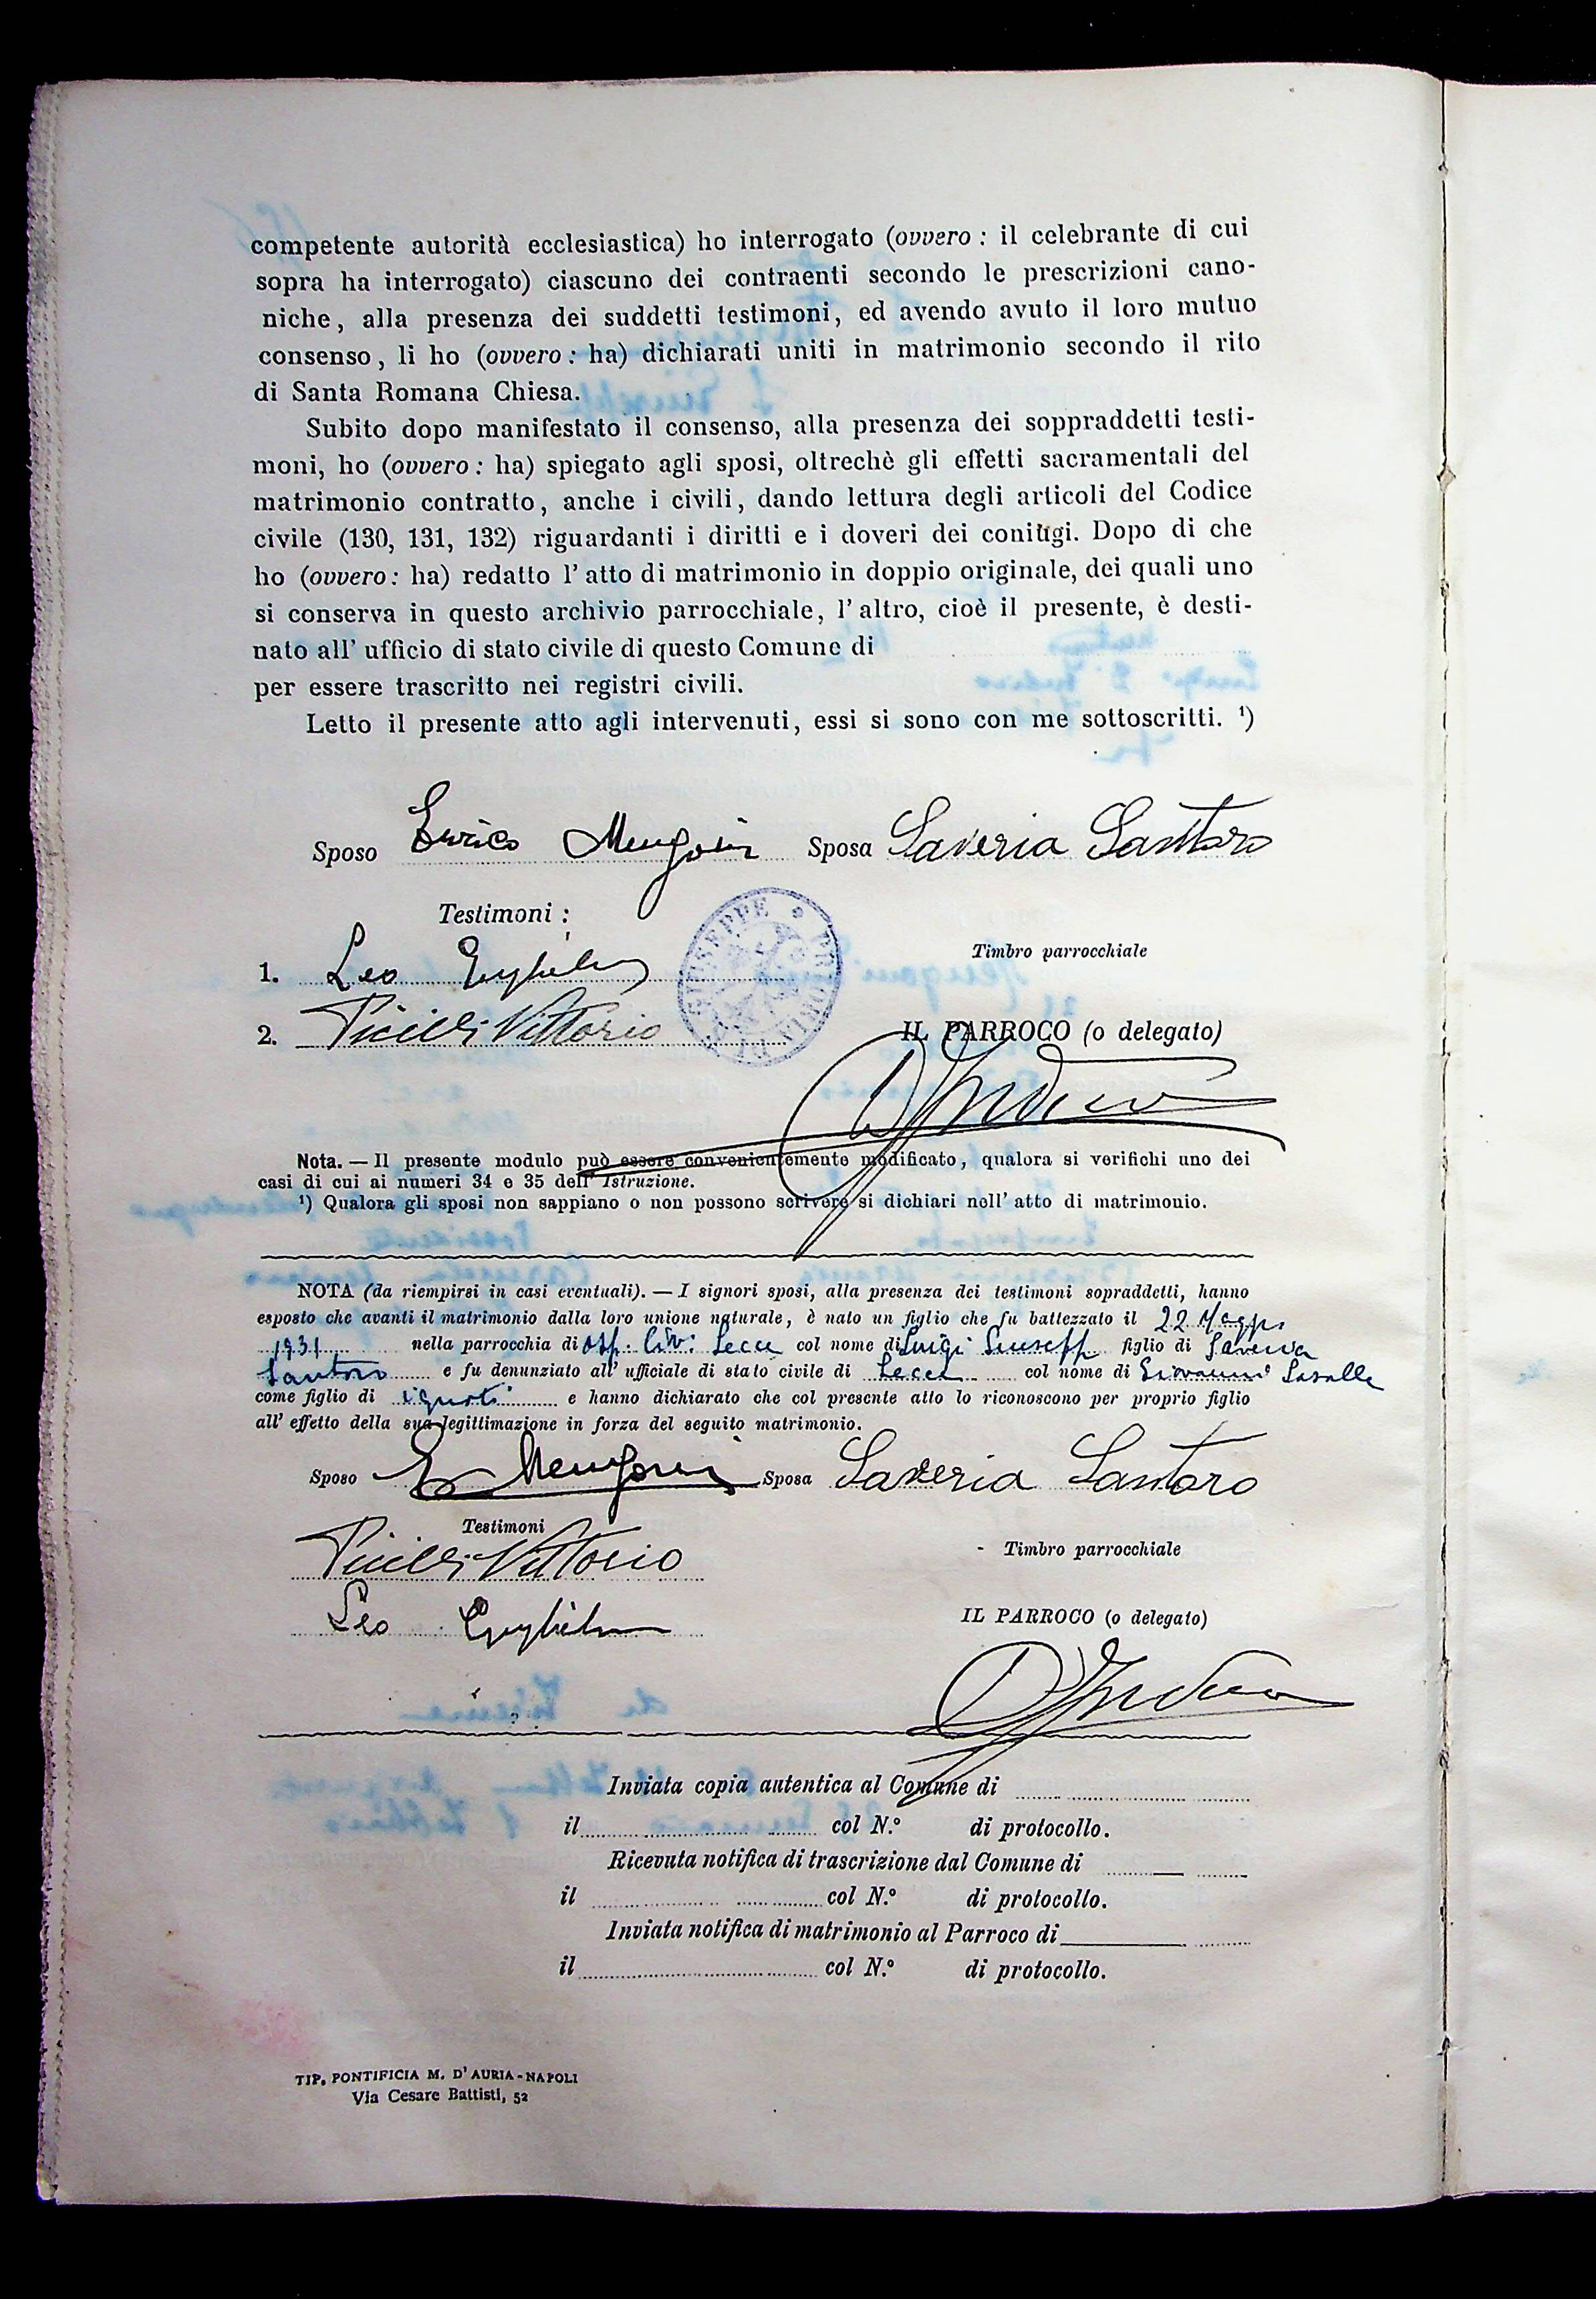 competente autorità ecclesiastica) ho interrogato (ovvero : il celebrante di cui
sopra ha interrogato) ciascuno dei contraenti secondo le prescrizioni cano-
niche, alla presenza dei suddetti testimoni, ed avendo avuto il loro mutuo
consenso, li ho (ovvero : ha) dichiarati uniti in matrimonio secondo il rito
di Santa Romana Chiesa.
Subito dopo manifestato il consenso, alla presenza dei soppraddetti testi-
moni, ho (ovvero : ha) spiegato agli sposi, oltrechè gli effetti sacramentali del
matrimonio contratto, anche i civili, dando lettura degli articoli del Codice
civile (130, 131, 132) riguardanti i diritti e i doveri dei coniugi. Dopo di che
ho (ovvero : ha) redatto l' atto di matrimonio in doppio originale, dei quali uno
si conserva in questo archivio parrocchiale, l' altro, cioè il presente, è desti-
nato all' ufficio di stato civile di questo Comune di
per essere trascritto nei registri civili.
Letto il presente atto agli intervenuti, essi si sono con me sottoscritti. ¹)
Sposo Enrico Mengoni Sposa Saveria Santoro
Testimoni :
Timbro parrocchiale
1. Leo
2. Vittorio
IL PARROCO (o delegato)
Nota. — Il presente modulo può essere convenientemente modificato, qualora si verifichi uno dei
casi di cui ai numeri 34 e 35 dell' Istruzione.
¹) Qualora gli sposi non sappiano o non possono scrivere si dichiari nell' atto di matrimonio.
NOTA (da riempirsi in casi eventuali). — I signori sposi, alla presenza dei testimoni sopraddetti, hanno
esposto che avanti il matrimonio dalla loro unione naturale, è nato un figlio che fu battezzato il 22
1931 nella parrocchia di Osp. Civ. Lecce col nome di Luigi figlio di Saveria
Santoro e fu denunziato all' ufficiale di stato civile di Lecce col nome di Giovanni
come figlio di ignoti e hanno dichiarato che col presente atto lo riconoscono per proprio figlio
all' effetto della sua legittimazione in forza del seguito matrimonio.
Sposo E Mengoni Sposa Saveria Santoro
Testimoni
Vittorio
- Timbro parrocchiale
Leo
IL PARROCO (o delegato)
Inviata copia autentica al Comune di
il col N.º di protocollo.
Ricevuta notifica di trascrizione dal Comune di
il col N.º di protocollo.
Inviata notifica di matrimonio al Parroco di
il col N.º di protocollo.
TIP. PONTIFICIA M. D' AURIA - NAPOLI
Via Cesare Battisti, 52